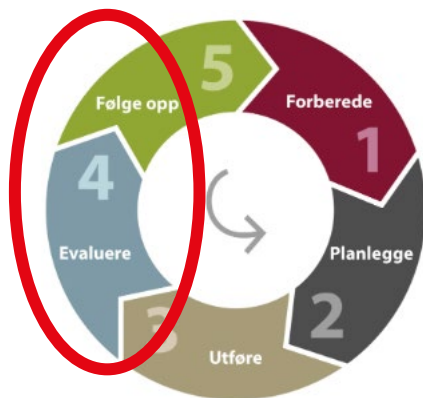 5
Følge opp
Forberede
1
4
Evaluere
Planlegge
2
3
Utføre